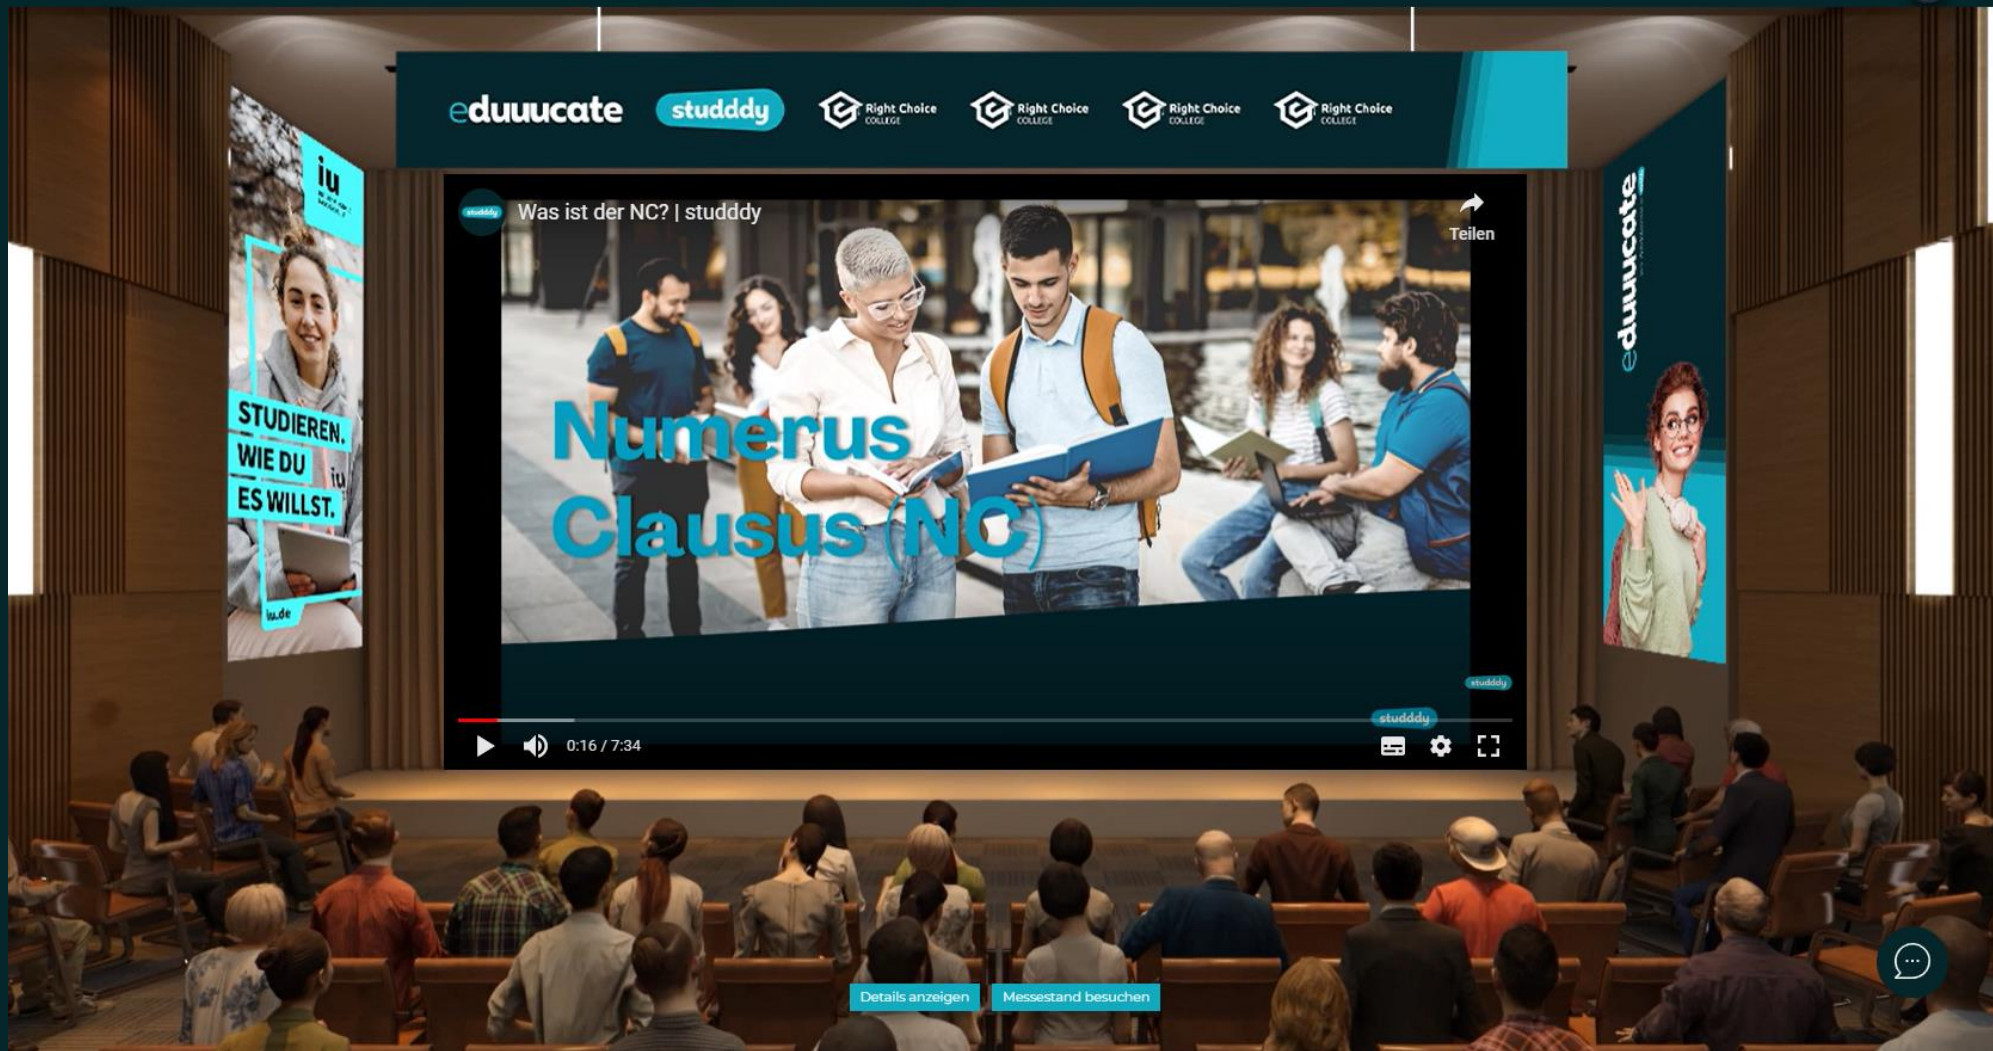 eduuucate
studddy
Right Choice
COLLEGE
Right Choice
COLLEGE
Right Choice
COLLEGE
Right Choice
COLLEGE
iu
STUDIEREN.
WIE DU
ES WILLST.
iu
iu.de
studddy
Was ist der NC? | studddy
Teilen
Numerus
Clausus (NC)
studddy
studddy
0:16 / 7:34
eduuucate
Details anzeigen
Messestand besuchen